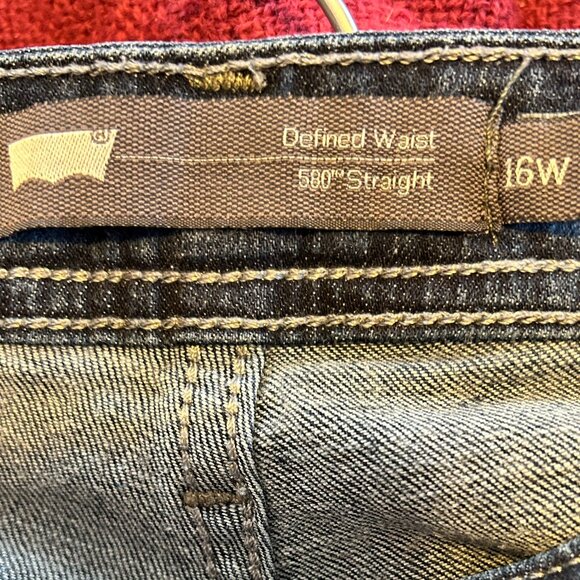 Defined Waist
580™ Straight
16W